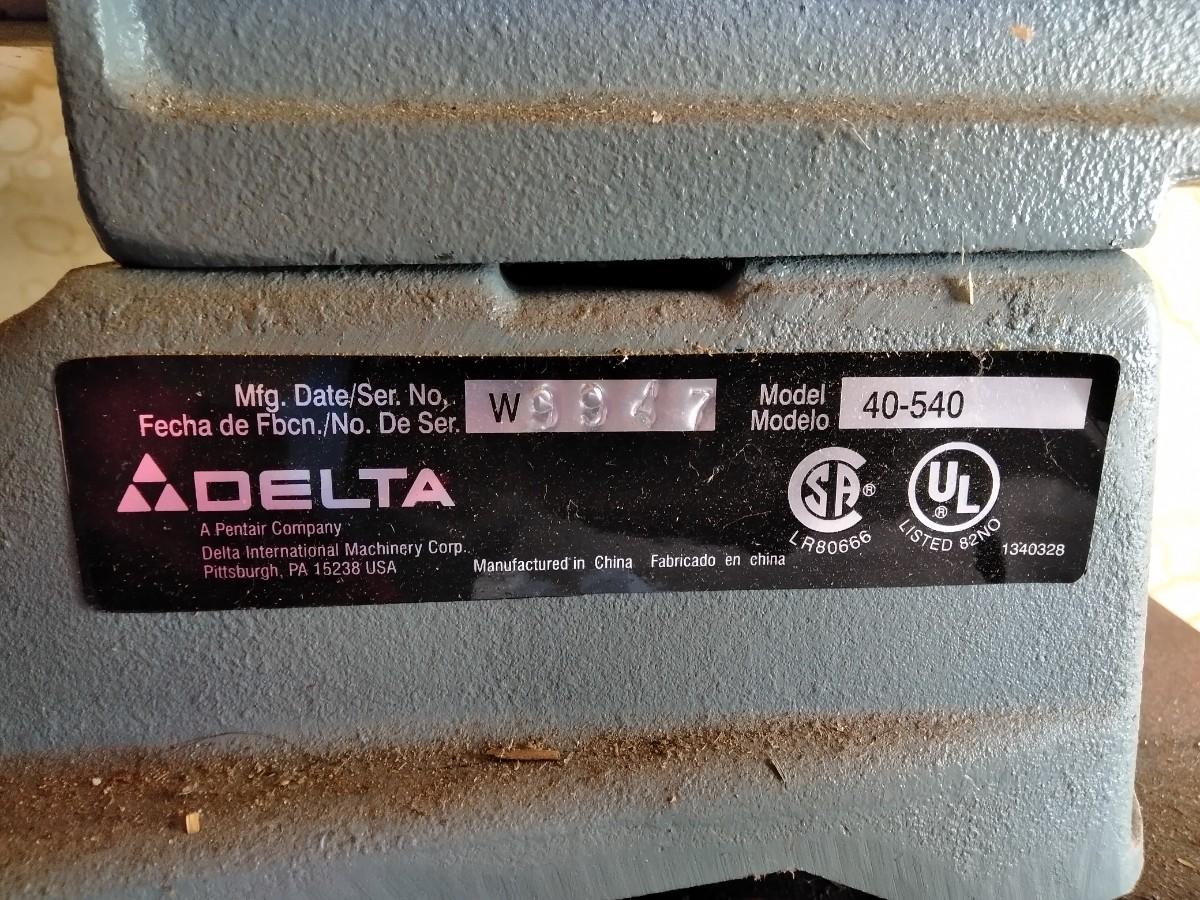 Mfg. Date/Ser. No, W 9947
Fecha de Fbcn./No. De Ser.
Model 40-540
Modelo
DELTA
A Pentair Company
Delta International Machinery Corp.
Pittsburgh, PA 15238 USA
Manufactured in China Fabricado en china
SA ®
LR80666
UL ®
LISTED 82NO
1340328